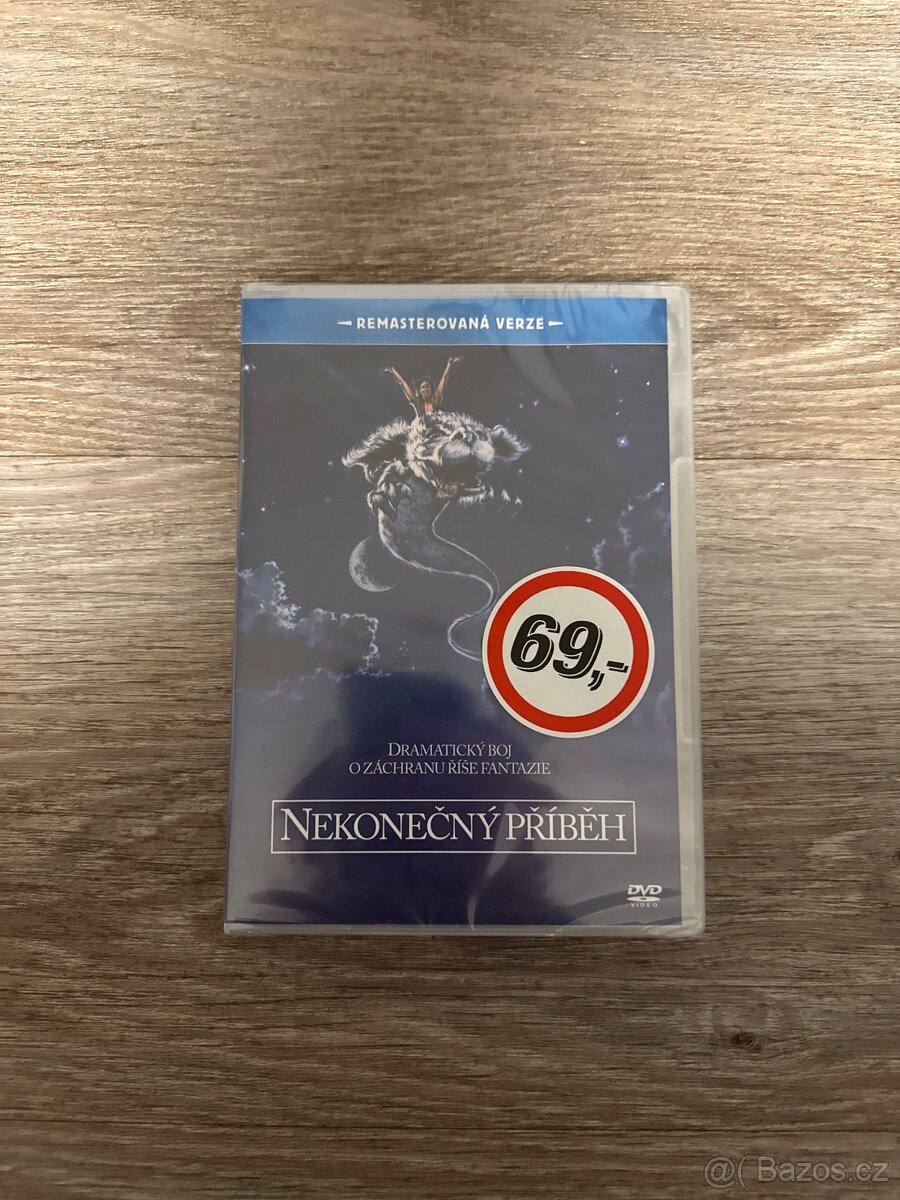 REMASTEROVANÁ VERZE
69,-
DRAMATICKÝ BOJ
O ZÁCHRANU ŘÍŠE FANTAZIE
NEKONEČNÝ PŘÍBĚH
DVD
VIDEO
@( Bazos.cz